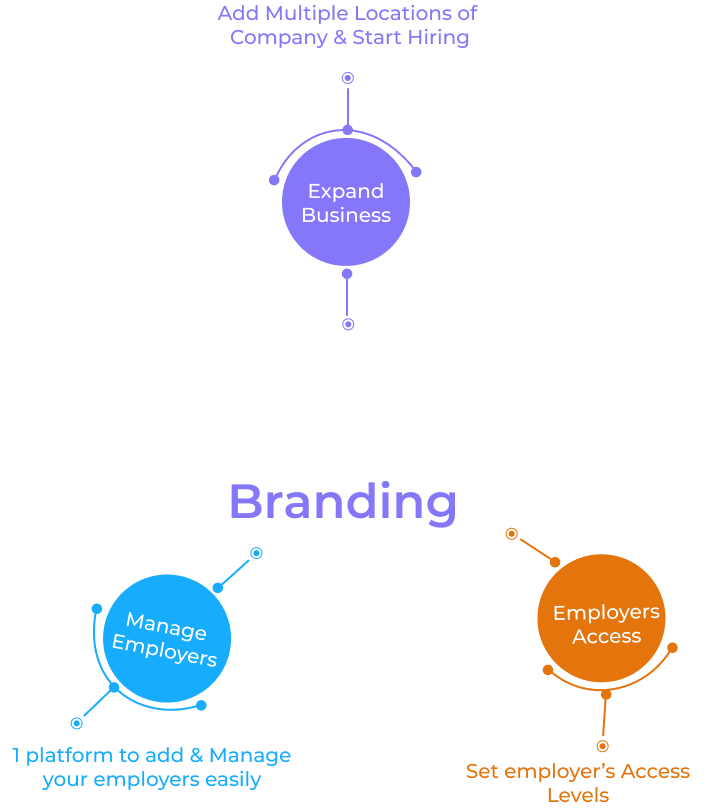 Add Multiple Locations of
Company & Start Hiring
Expand
Business
Branding
Manage
Employers
1 platform to add & Manage
your employers easily
Employers
Access
Set employer’s Access
Levels